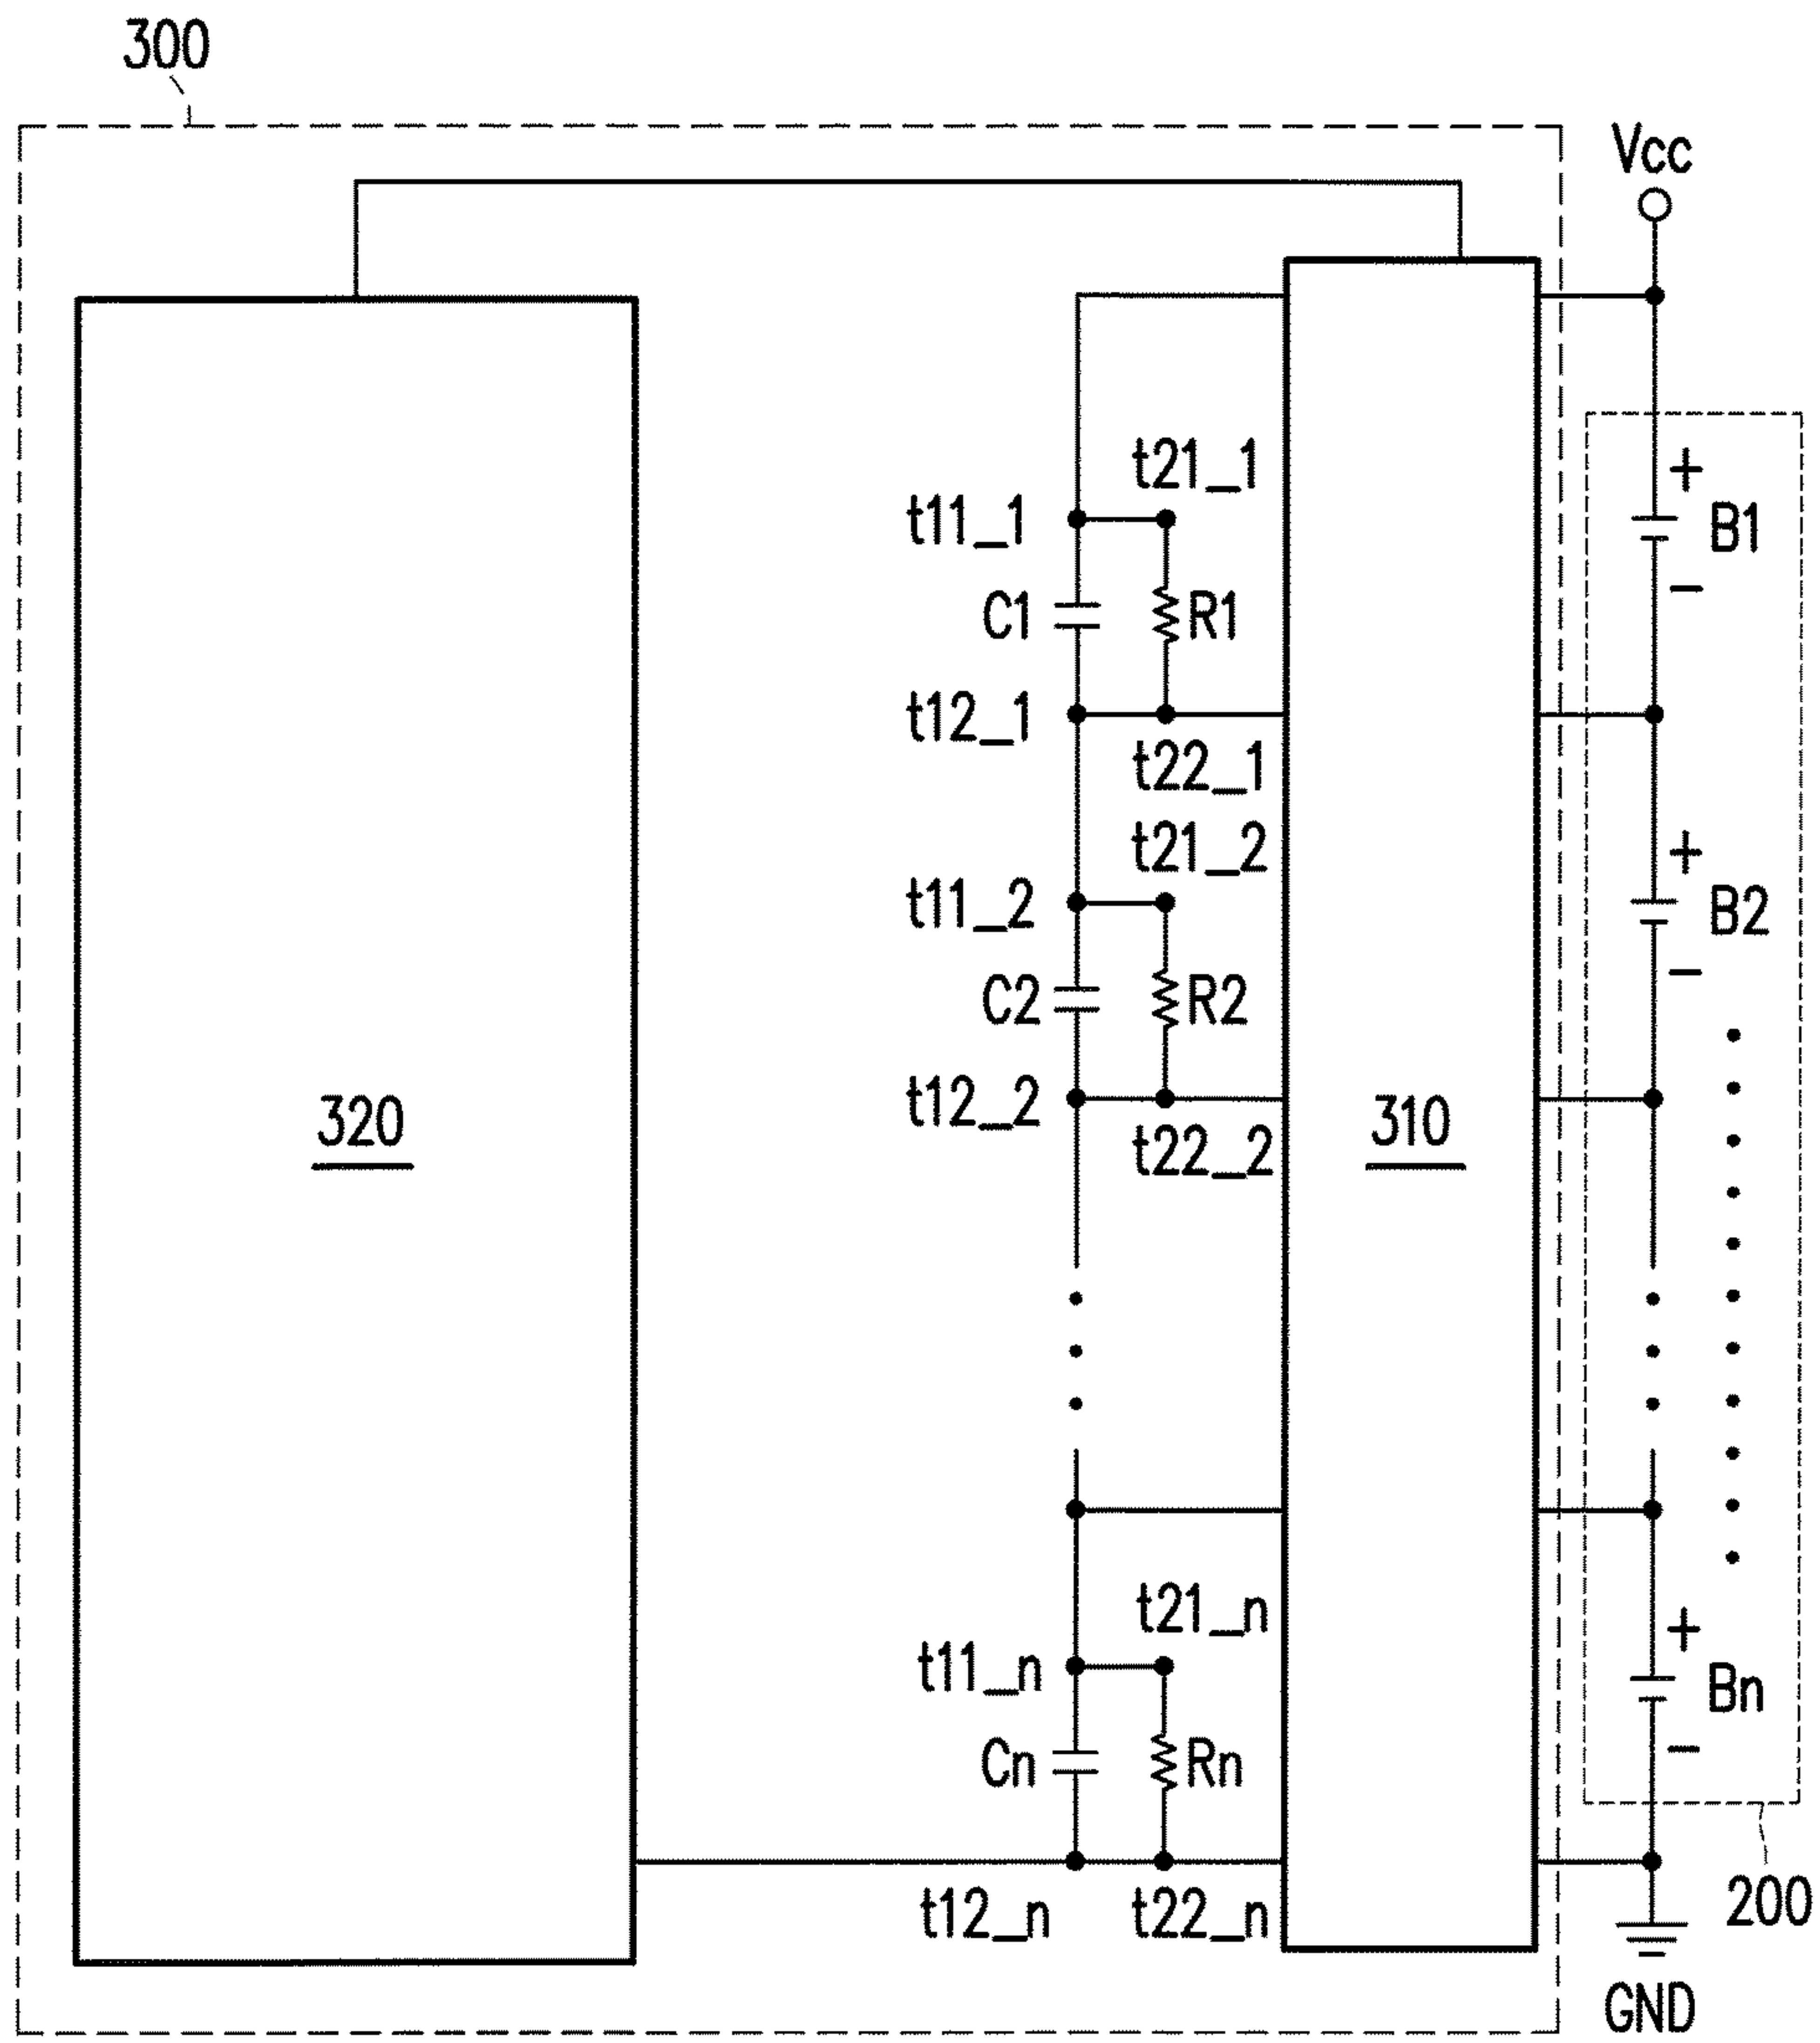 300
Vcc
t21_1
t11_1
+
B1
C1
R1
−
t12_1
t22_1
t21_2
+
t11_2
B2
C2
R2
−
t12_2
320
310
t22_2
t21_n
+
t11_n
Bn
Cn
Rn
−
t12_n
t22_n
200
GND